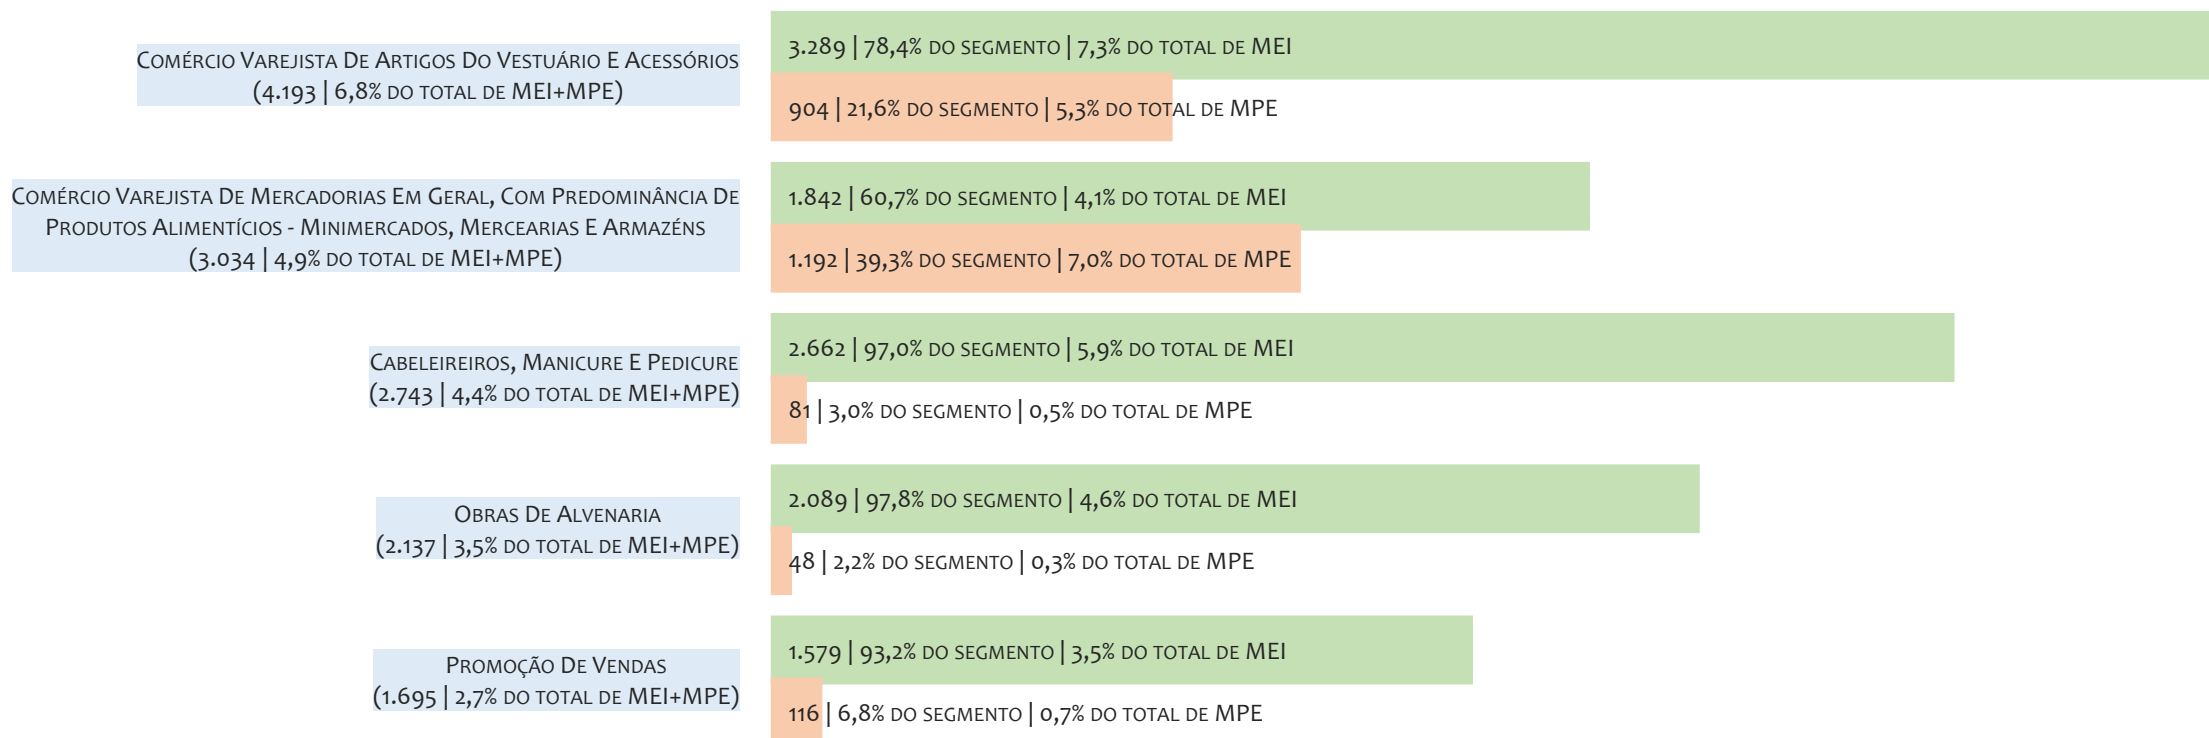 Comércio Varejista De Artigos Do Vestuário E Acessórios
(4.193 | 6,8% do total de MEI+MPE)
3.289 | 78,4% do segmento | 7,3% do total de MEI
904 | 21,6% do segmento | 5,3% do total de MPE
Comércio Varejista De Mercadorias Em Geral, Com Predominância De
Produtos Alimentícios - Minimercados, Mercearias E Armazéns
(3.034 | 4,9% do total de MEI+MPE)
1.842 | 60,7% do segmento | 4,1% do total de MEI
1.192 | 39,3% do segmento | 7,0% do total de MPE
Cabeleireiros, Manicure E Pedicure
(2.743 | 4,4% do total de MEI+MPE)
2.662 | 97,0% do segmento | 5,9% do total de MEI
81 | 3,0% do segmento | 0,5% do total de MPE
Obras De Alvenaria
(2.137 | 3,5% do total de MEI+MPE)
2.089 | 97,8% do segmento | 4,6% do total de MEI
48 | 2,2% do segmento | 0,3% do total de MPE
Promoção De Vendas
(1.695 | 2,7% do total de MEI+MPE)
1.579 | 93,2% do segmento | 3,5% do total de MEI
116 | 6,8% do segmento | 0,7% do total de MPE